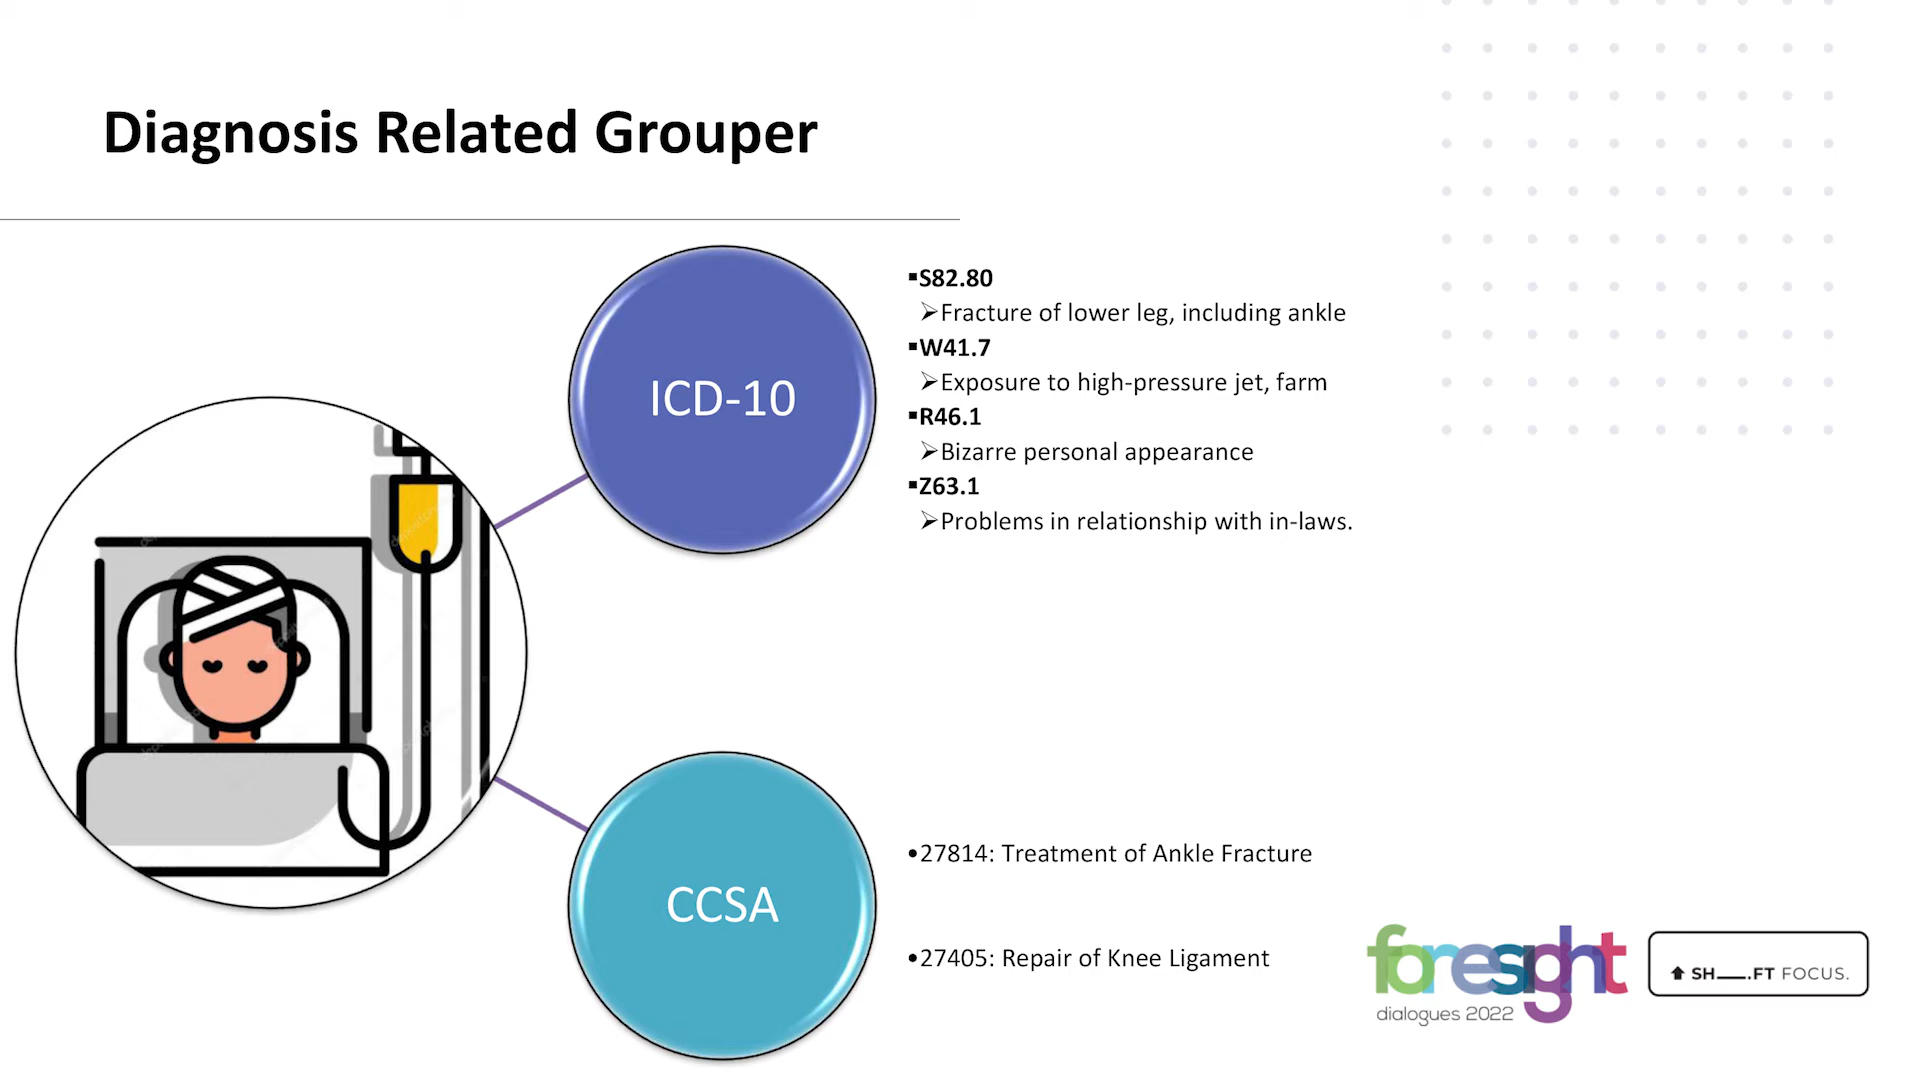 Diagnosis Related Grouper
ICD-10
▪S82.80
➢Fracture of lower leg, including ankle
▪W41.7
➢Exposure to high-pressure jet, farm
▪R46.1
➢Bizarre personal appearance
▪Z63.1
➢Problems in relationship with in-laws.
CCSA
•27814: Treatment of Ankle Fracture
•27405: Repair of Knee Ligament
foresight
dialogues 2022
SH__.FT FOCUS.